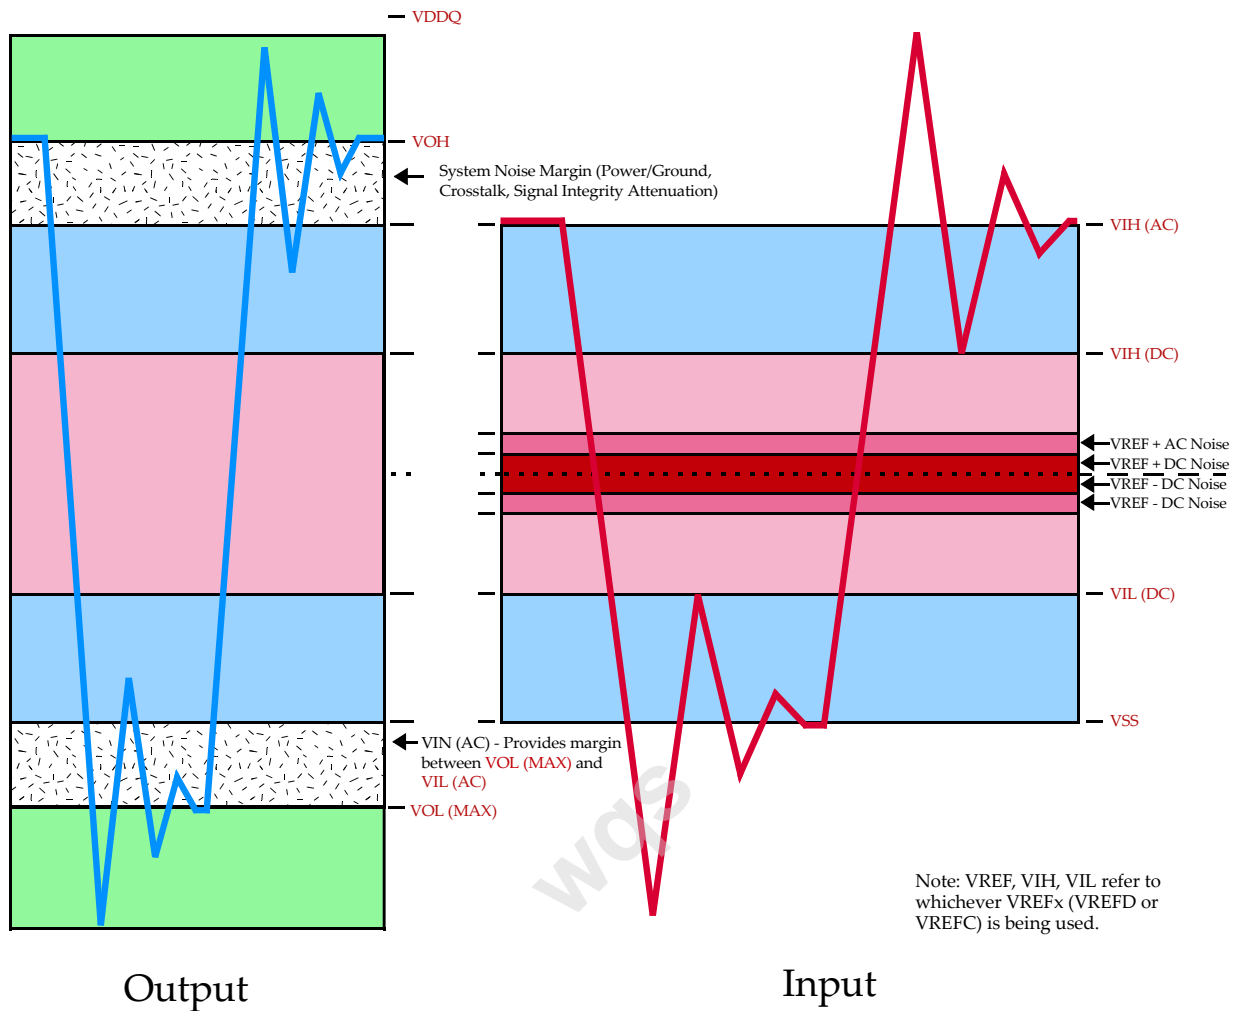 VDDQ
VOH
System Noise Margin (Power/Ground,
Crosstalk, Signal Integrity Attenuation)
VIH (AC)
VIH (DC)
VREF + AC Noise
VREF + DC Noise
VREF - DC Noise
VREF - DC Noise
VIL (DC)
VSS
VIN (AC) - Provides margin
between VOL (MAX) and
VIL (AC)
VOL (MAX)
wqs
Note: VREF, VIH, VIL refer to
whichever VREFx (VREFD or
VREFC) is being used.
Output
Input